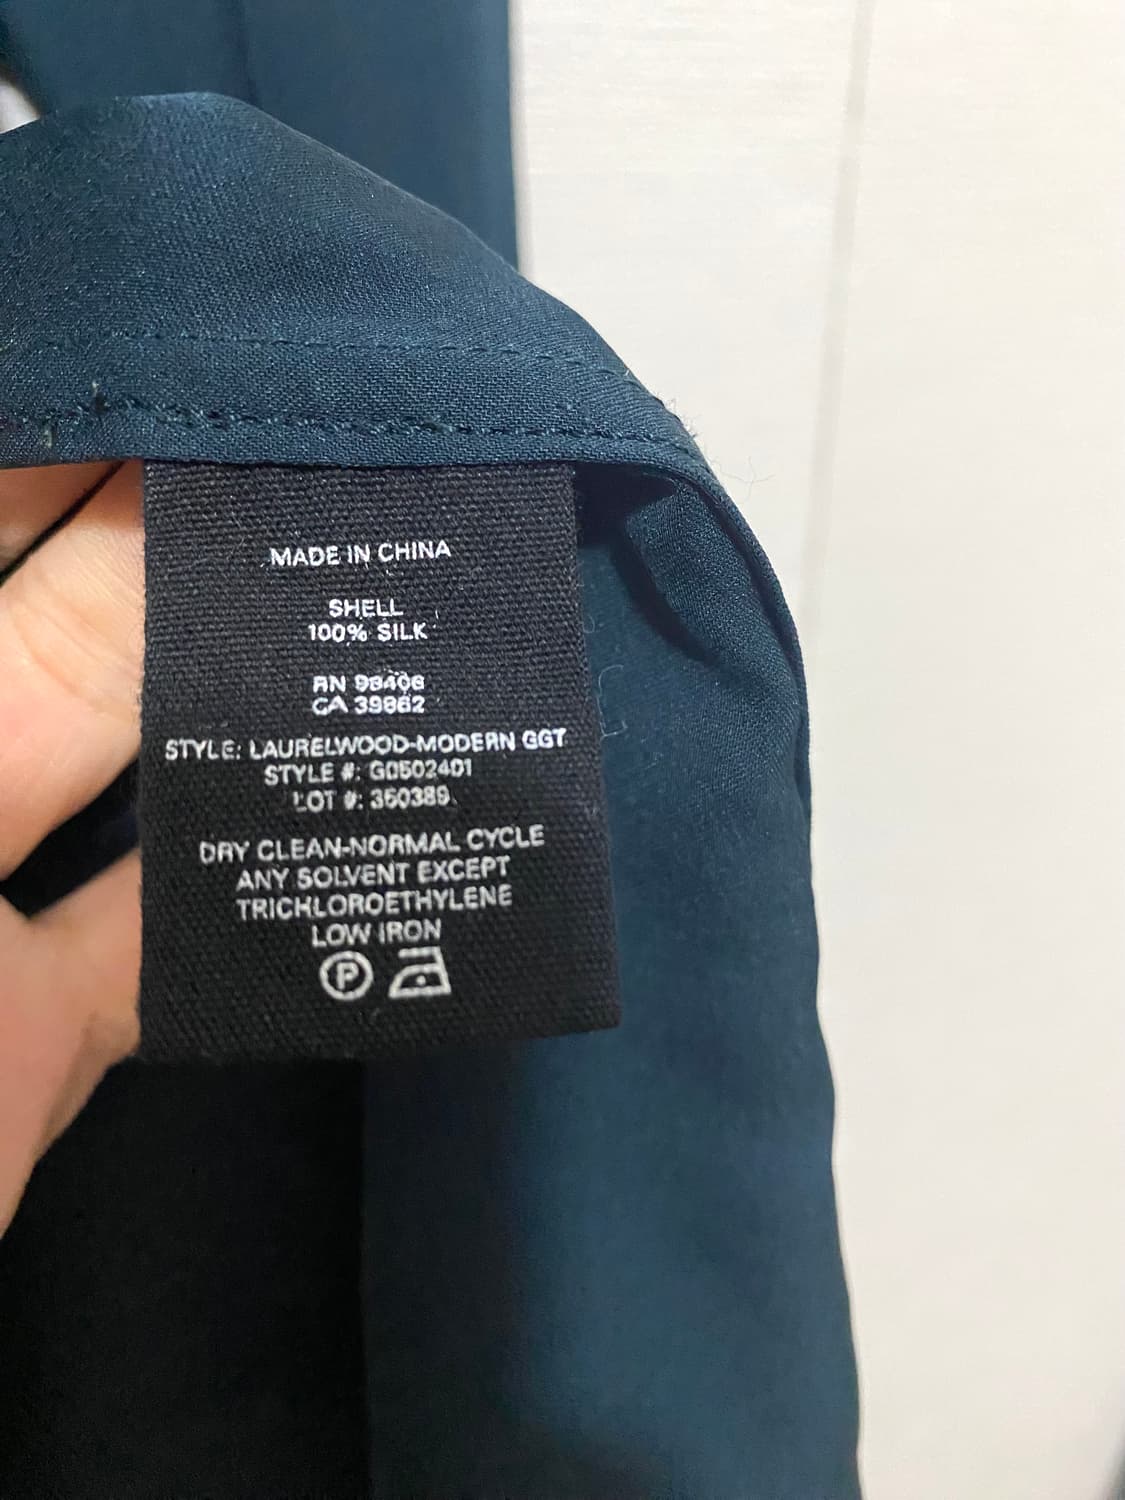 MADE IN CHINA
SHELL
100% SILK
RN 98406
CA 39862
STYLE: LAURELWOOD-MODERN GGT
STYLE #: G0502401
LOT #: 350389
DRY CLEAN-NORMAL CYCLE
ANY SOLVENT EXCEPT
TRICHLOROETHYLENE
LOW IRON
P